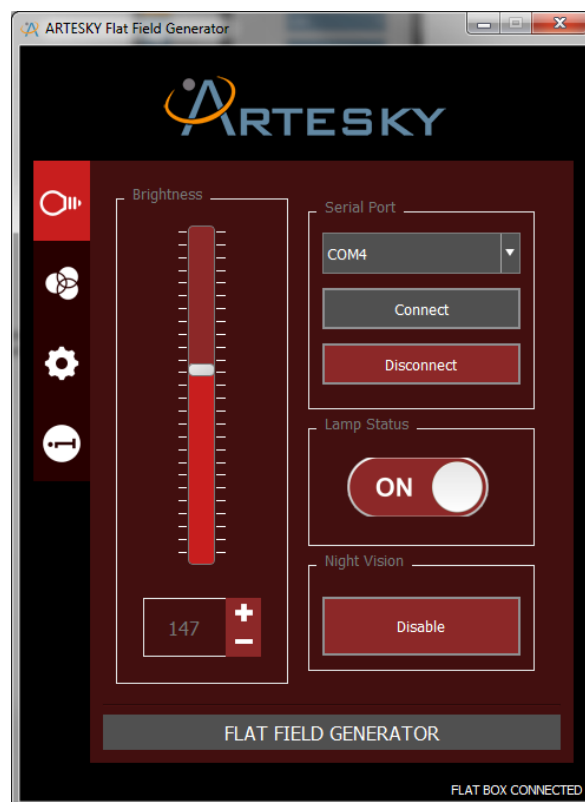 ARTESKY Flat Field Generator
ARTESKY
Brightness
147
Serial Port
COM4
Connect
Disconnect
Lamp Status
ON
Night Vision
Disable
FLAT FIELD GENERATOR
FLAT BOX CONNECTED